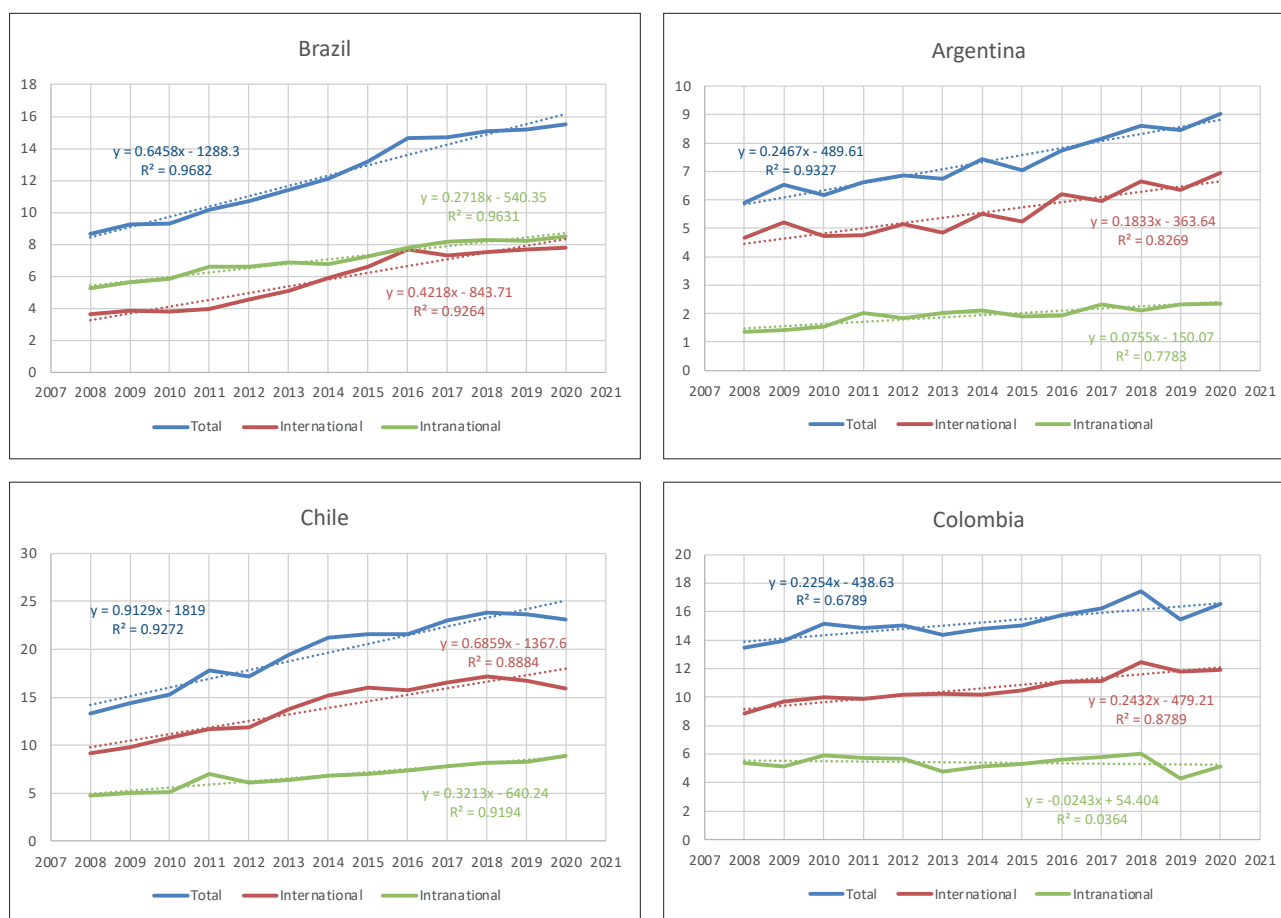 Brazil
18
16
14
12
10
8
6
4
2
0
y = 0.6458x - 1288.3
R² = 0.9682
y = 0.2718x - 540.35
R² = 0.9631
y = 0.4218x - 843.71
R² = 0.9264
2007 2008 2009 2010 2011 2012 2013 2014 2015 2016 2017 2018 2019 2020 2021
Total International Intranational
Argentina
10
9
8
7
6
5
4
3
2
1
0
y = 0.2467x - 489.61
R² = 0.9327
y = 0.1833x - 363.64
R² = 0.8269
y = 0.0755x - 150.07
R² = 0.7783
2007 2008 2009 2010 2011 2012 2013 2014 2015 2016 2017 2018 2019 2020 2021
Total International Intranational
Chile
30
25
20
15
10
5
0
y = 0.9129x - 1819
R² = 0.9272
y = 0.6859x - 1367.6
R² = 0.8884
y = 0.3213x - 640.24
R² = 0.9194
2007 2008 2009 2010 2011 2012 2013 2014 2015 2016 2017 2018 2019 2020 2021
Total International Intranational
Colombia
20
18
16
14
12
10
8
6
4
2
0
y = 0.2254x - 438.63
R² = 0.6789
y = 0.2432x - 479.21
R² = 0.8789
y = -0.0243x + 54.404
R² = 0.0364
2007 2008 2009 2010 2011 2012 2013 2014 2015 2016 2017 2018 2019 2020 2021
Total International Intranational